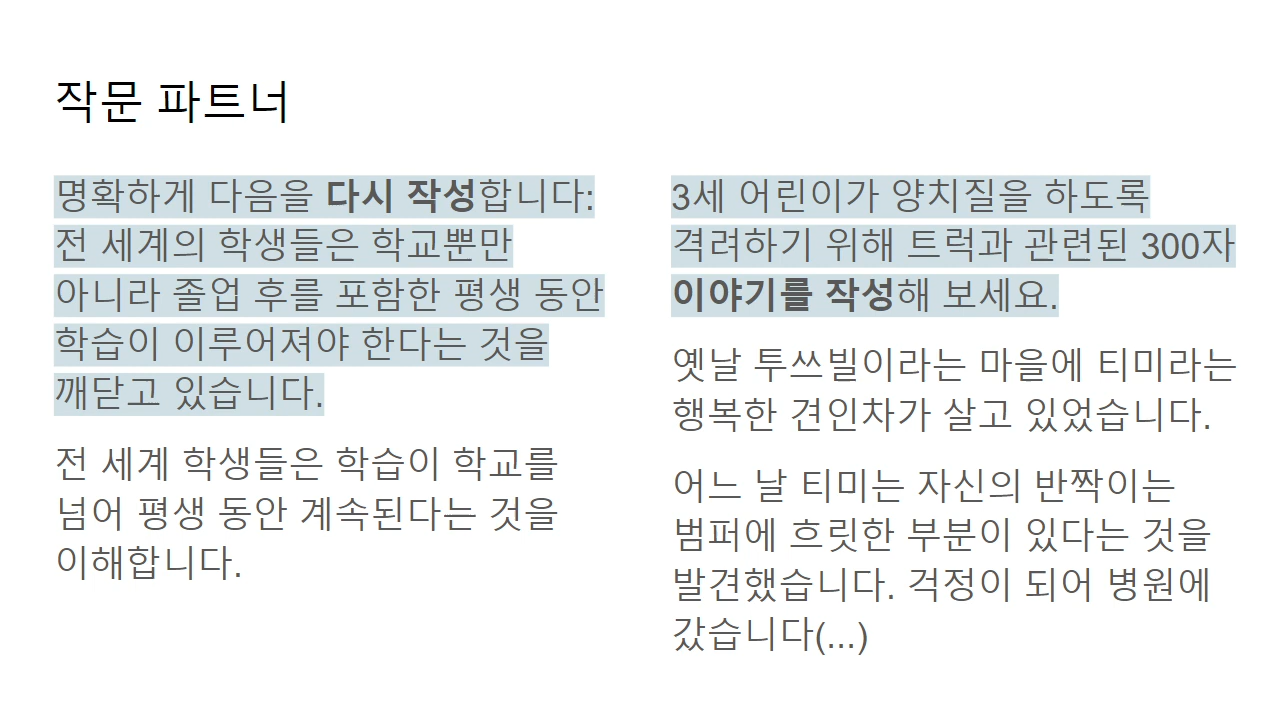 작문 파트너
명확하게 다음을 다시 작성합니다:
전 세계의 학생들은 학교뿐만
아니라 졸업 후를 포함한 평생 동안
학습이 이루어져야 한다는 것을
깨닫고 있습니다.
전 세계 학생들은 학습이 학교를
넘어 평생 동안 계속된다는 것을
이해합니다.
3세 어린이가 양치질을 하도록
격려하기 위해 트럭과 관련된 300자
이야기를 작성해 보세요.
옛날 투쓰빌이라는 마을에 티미라는
행복한 견인차가 살고 있었습니다.
어느 날 티미는 자신의 반짝이는
범퍼에 흐릿한 부분이 있다는 것을
발견했습니다. 걱정이 되어 병원에
갔습니다(...)